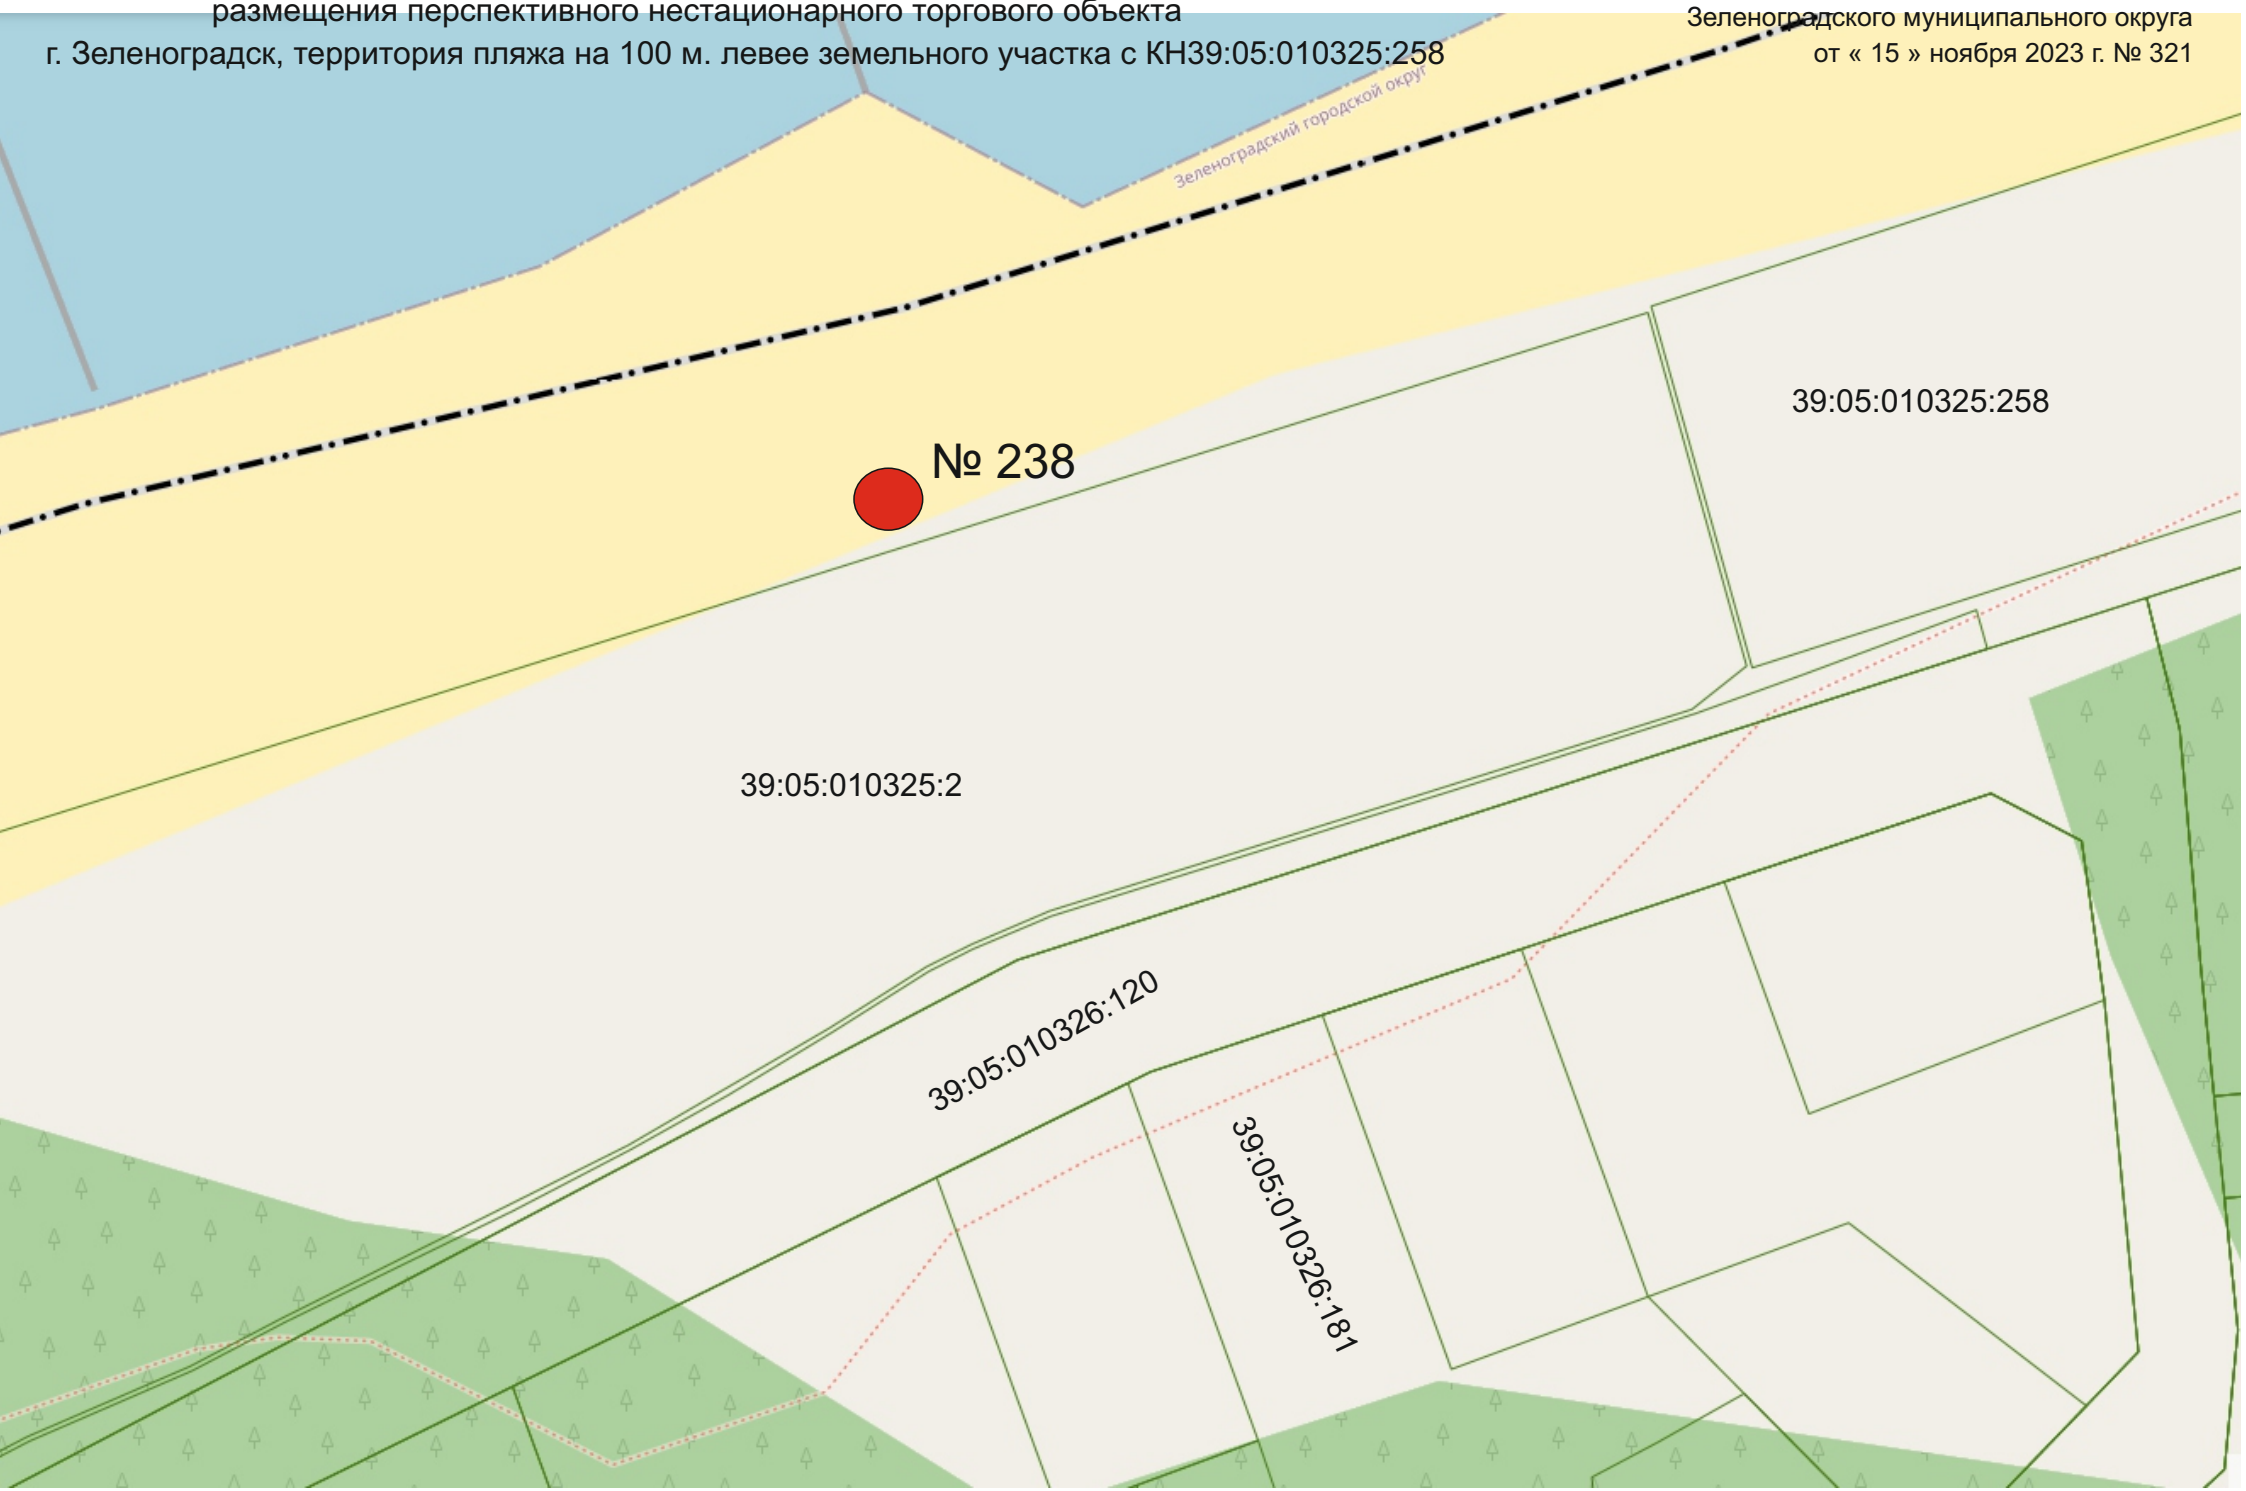 размещения перспективного нестационарного торгового объекта
г. Зеленоградск, территория пляжа на 100 м. левее земельного участка с КН39:05:010325:258
Зеленоградского муниципального округа
от « 15 » ноября 2023 г. № 321
Зеленоградский городской округ
39:05:010325:258
№ 238
39:05:010325:2
39:05:010326:120
39:05:010326:181